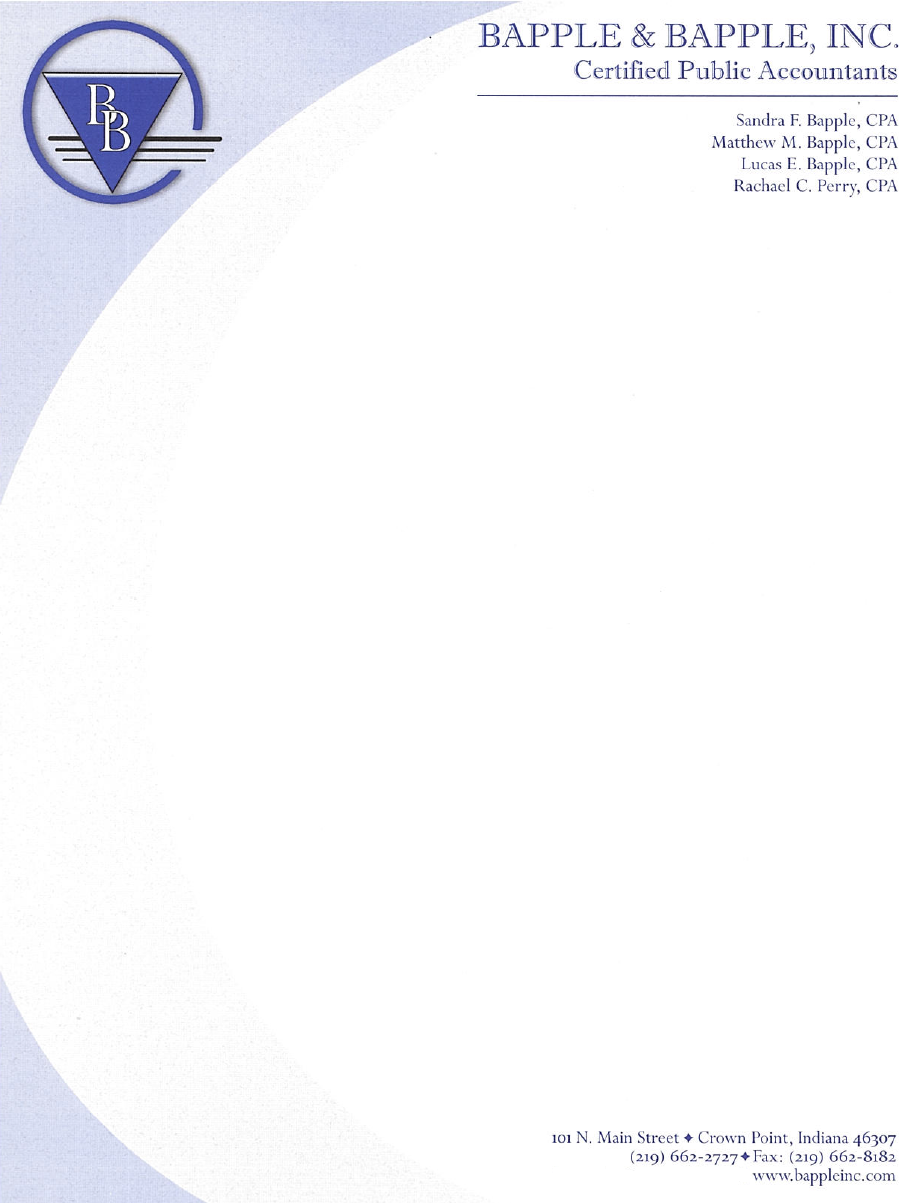 BB
BAPPLE & BAPPLE, INC.
Certified Public Accountants
Sandra F. Bapple, CPA
Matthew M. Bapple, CPA
Lucas E. Bapple, CPA
Rachael C. Perry, CPA
101 N. Main Street ✦ Crown Point, Indiana 46307
(219) 662-2727✦Fax: (219) 662-8182
www.bappleinc.com